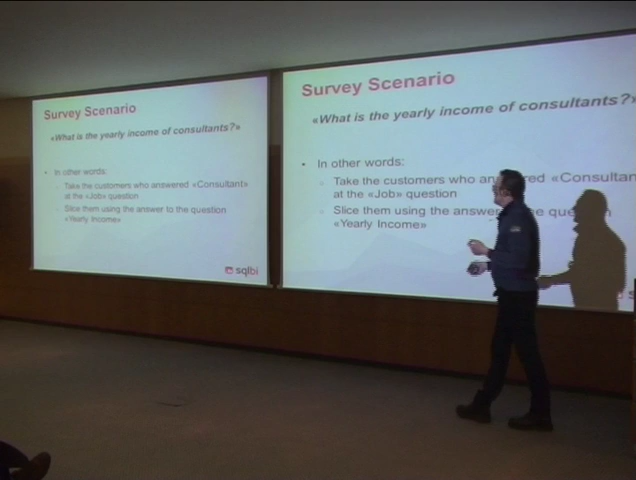 Survey Scenario
«What is the yearly income of consultants?»
• In other words:
Take the customers who answered «Consultant»
at the «Job» question
Slice them using the answer to the question
«Yearly Income»
sqlbi
Survey Scenario
«What is the yearly income of consultants?»
• In other words:
Take the customers who answered «Consultan
at the «Job» question
Slice them using the answer
«Yearly Income»